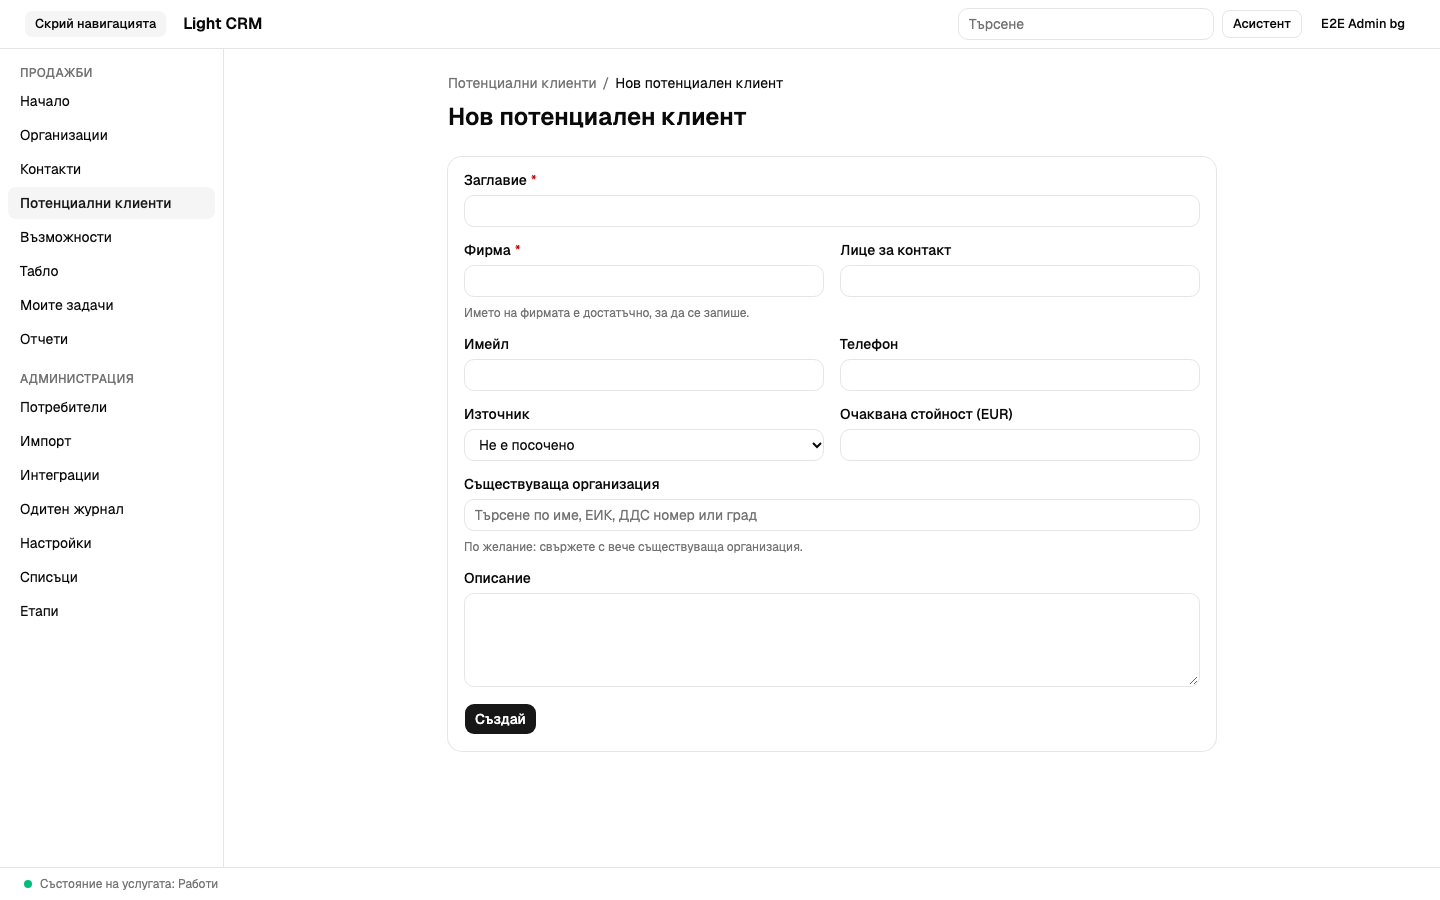 Скрий навигацията
Light CRM
Търсене
Асистент
E2E Admin bg
ПРОДАЖБИ
Начало
Организации
Контакти
Потенциални клиенти
Възможности
Табло
Моите задачи
Отчети
АДМИНИСТРАЦИЯ
Потребители
Импорт
Интеграции
Одитен журнал
Настройки
Списъци
Етапи
Потенциални клиенти / Нов потенциален клиент
Нов потенциален клиент
Заглавие *
Фирма *
Лице за контакт
Името на фирмата е достатъчно, за да се запише.
Имейл
Телефон
Източник
Очаквана стойност (EUR)
Не е посочено
Съществуваща организация
Търсене по име, ЕИК, ДДС номер или град
По желание: свържете с вече съществуваща организация.
Описание
Създай
Състояние на услугата: Работи